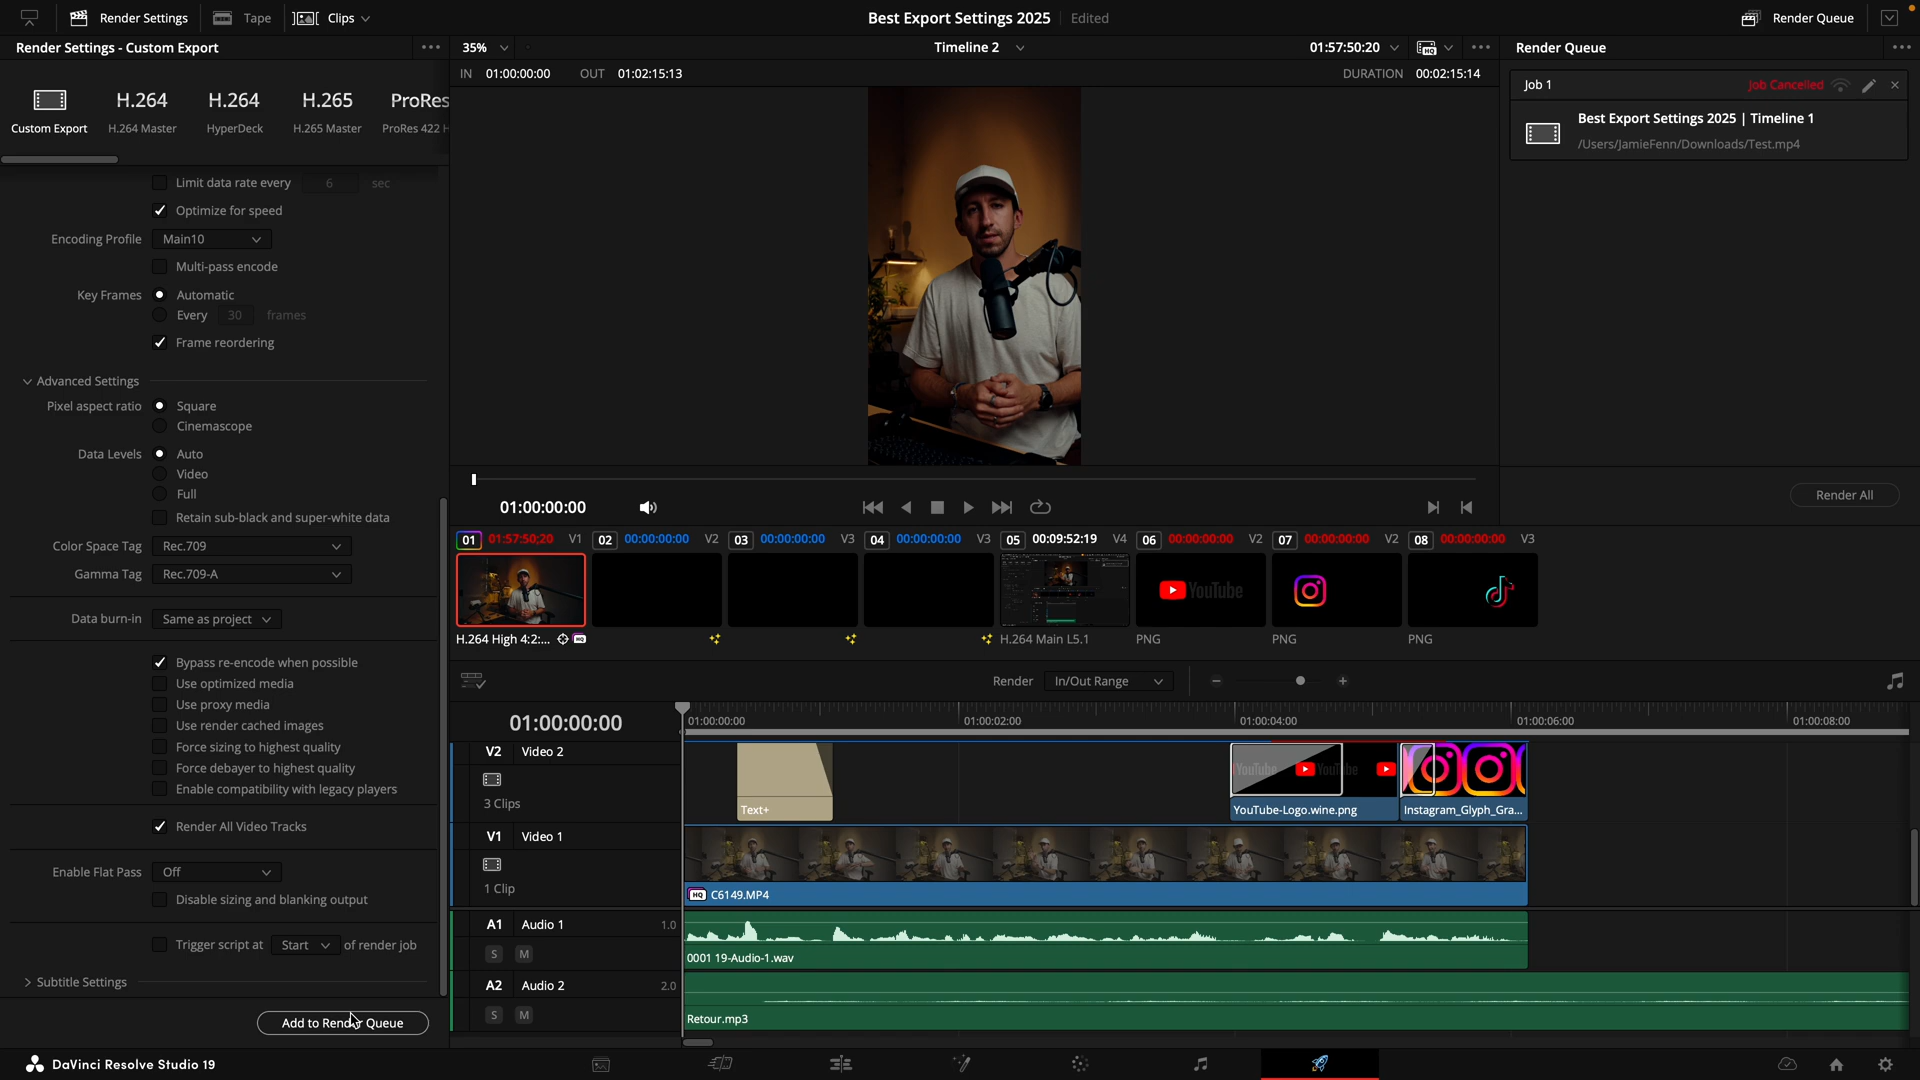 Render Settings
Tape
Clips
Best Export Settings 2025
Edited
Render Queue
Render Settings - Custom Export
35%
Timeline 2
01:57:50:20
HQ
Render Queue
IN 01:00:00:00 OUT 01:02:15:13
DURATION 00:02:15:14
H.264
H.264
H.265
ProRes
Custom Export
H.264 Master
HyperDeck
H.265 Master
ProRes 422 H
Job 1
Job Cancelled
Best Export Settings 2025 | Timeline 1
/Users/JamieFenn/Downloads/Test.mp4
Limit data rate every 6 sec
Optimize for speed
Encoding Profile Main10
Multi-pass encode
Key Frames Automatic
Every 30 frames
Frame reordering
Advanced Settings
Pixel aspect ratio Square
Cinemascope
Data Levels Auto
Video
Full
Retain sub-black and super-white data
Color Space Tag Rec.709
Gamma Tag Rec.709-A
Data burn-in Same as project
Bypass re-encode when possible
Use optimized media
Use proxy media
Use render cached images
Force sizing to highest quality
Force debayer to highest quality
Enable compatibility with legacy players
Render All Video Tracks
Enable Flat Pass Off
Disable sizing and blanking output
Trigger script at Start of render job
Subtitle Settings
Add to Render Queue
01:00:00:00
Render All
01 01:57:50;20 V1
02 00:00:00:00 V2
03 00:00:00:00 V3
04 00:00:00:00 V3
05 00:09:52:19 V4
06 00:00:00:00 V2
07 00:00:00:00 V2
08 00:00:00:00 V3
YouTube
H.264 High 4:2:...
HQ
H.264 Main L5.1
PNG
PNG
PNG
Render In/Out Range
01:00:00:00
01:00:00:00
01:00:02:00
01:00:04:00
01:00:06:00
01:00:08:00
V2 Video 2
3 Clips
Text+
YouTube
YouTube
YouTube-Logo.wine.png
Instagram_Glyph_Gra...
V1 Video 1
1 Clip
HQ C6149.MP4
A1 Audio 1 1.0
S M
0001 19-Audio-1.wav
A2 Audio 2 2.0
S M
Retour.mp3
DaVinci Resolve Studio 19